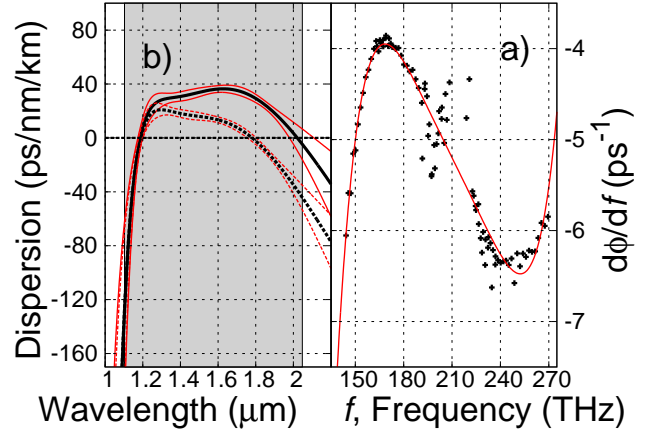 b)
a)
80
40
0
-40
-80
-120
-160
Dispersion (ps/nm/km)
1 1.2 1.4 1.6 1.8 2
Wavelength (μm)
-4
-5
-6
-7
dϕ/df (ps⁻¹)
150 180 210 240 270
f, Frequency (THz)